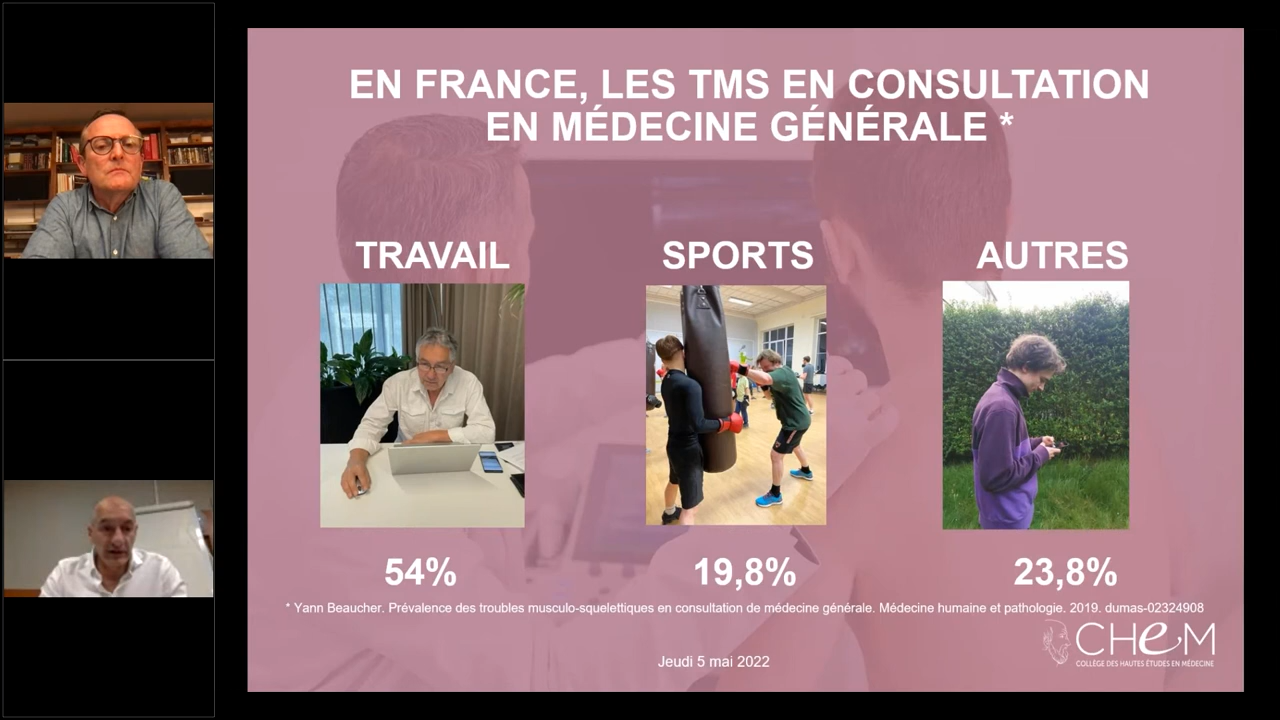 EN FRANCE, LES TMS EN CONSULTATION
EN MÉDECINE GÉNÉRALE *
TRAVAIL
SPORTS
AUTRES
54%
19,8%
23,8%
* Yann Beaucher. Prévalence des troubles musculo-squelettiques en consultation de médecine générale. Médecine humaine et pathologie. 2019. dumas-02324908
CHeM
COLLÈGE DES HAUTES ÉTUDES EN MÉDECINE
Jeudi 5 mai 2022